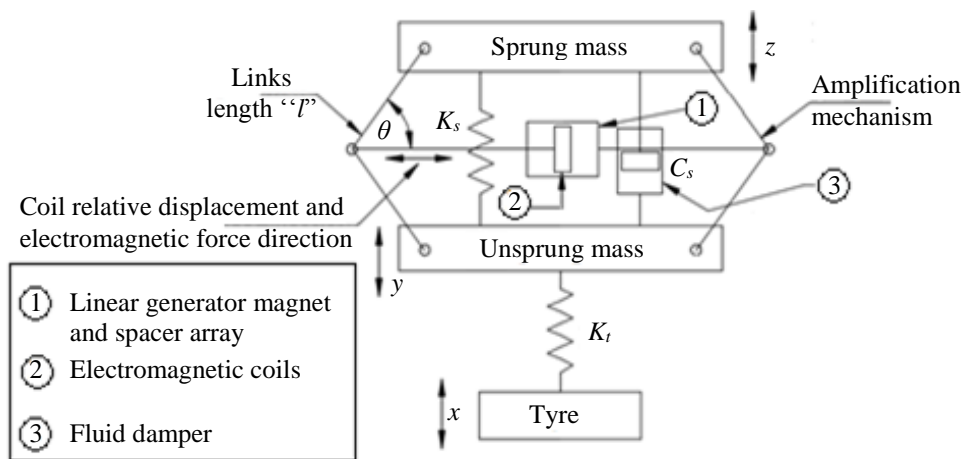 Sprung mass
z
Links
length ‘‘l”
θ
Ks
1
Amplification
mechanism
Cs
2
3
Coil relative displacement and
electromagnetic force direction
Unsprung mass
y
1 Linear generator magnet
and spacer array
2 Electromagnetic coils
3 Fluid damper
Kt
x
Tyre